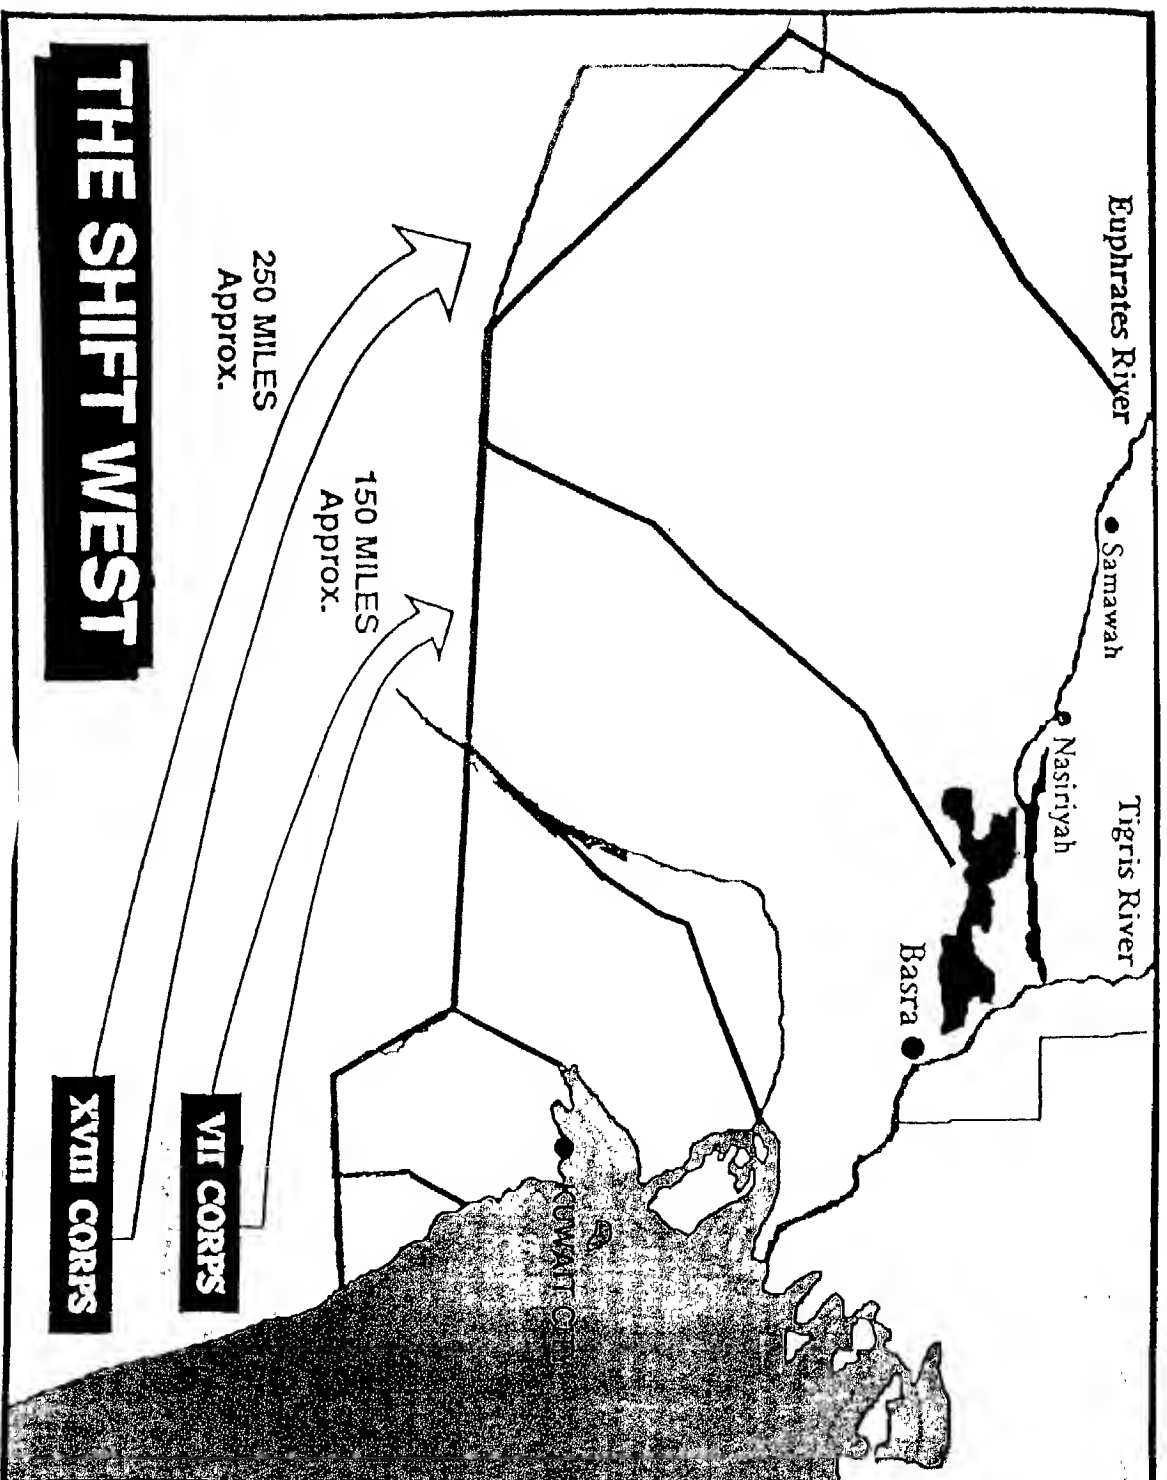 Euphrates River
Samawah
Nasiriyah
Tigris River
Basra
KUWAIT CITY
250 MILES
Approx.
150 MILES
Approx.
VII CORPS
XVIII CORPS
THE SHIFT WEST